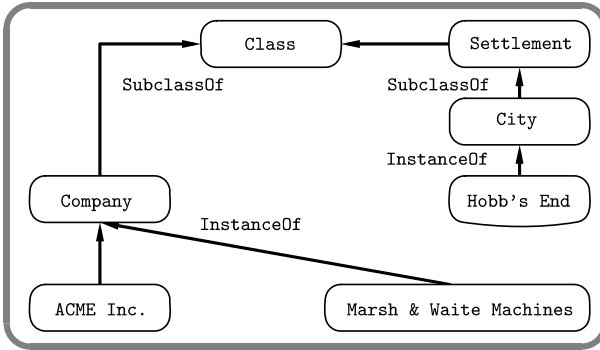 Class
Settlement
SubclassOf
SubclassOf
City
InstanceOf
Company
Hobb's End
InstanceOf
ACME Inc.
Marsh & Waite Machines